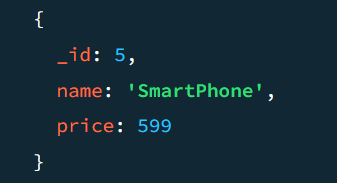 {
_id: 5,
name: 'SmartPhone',
price: 599
}